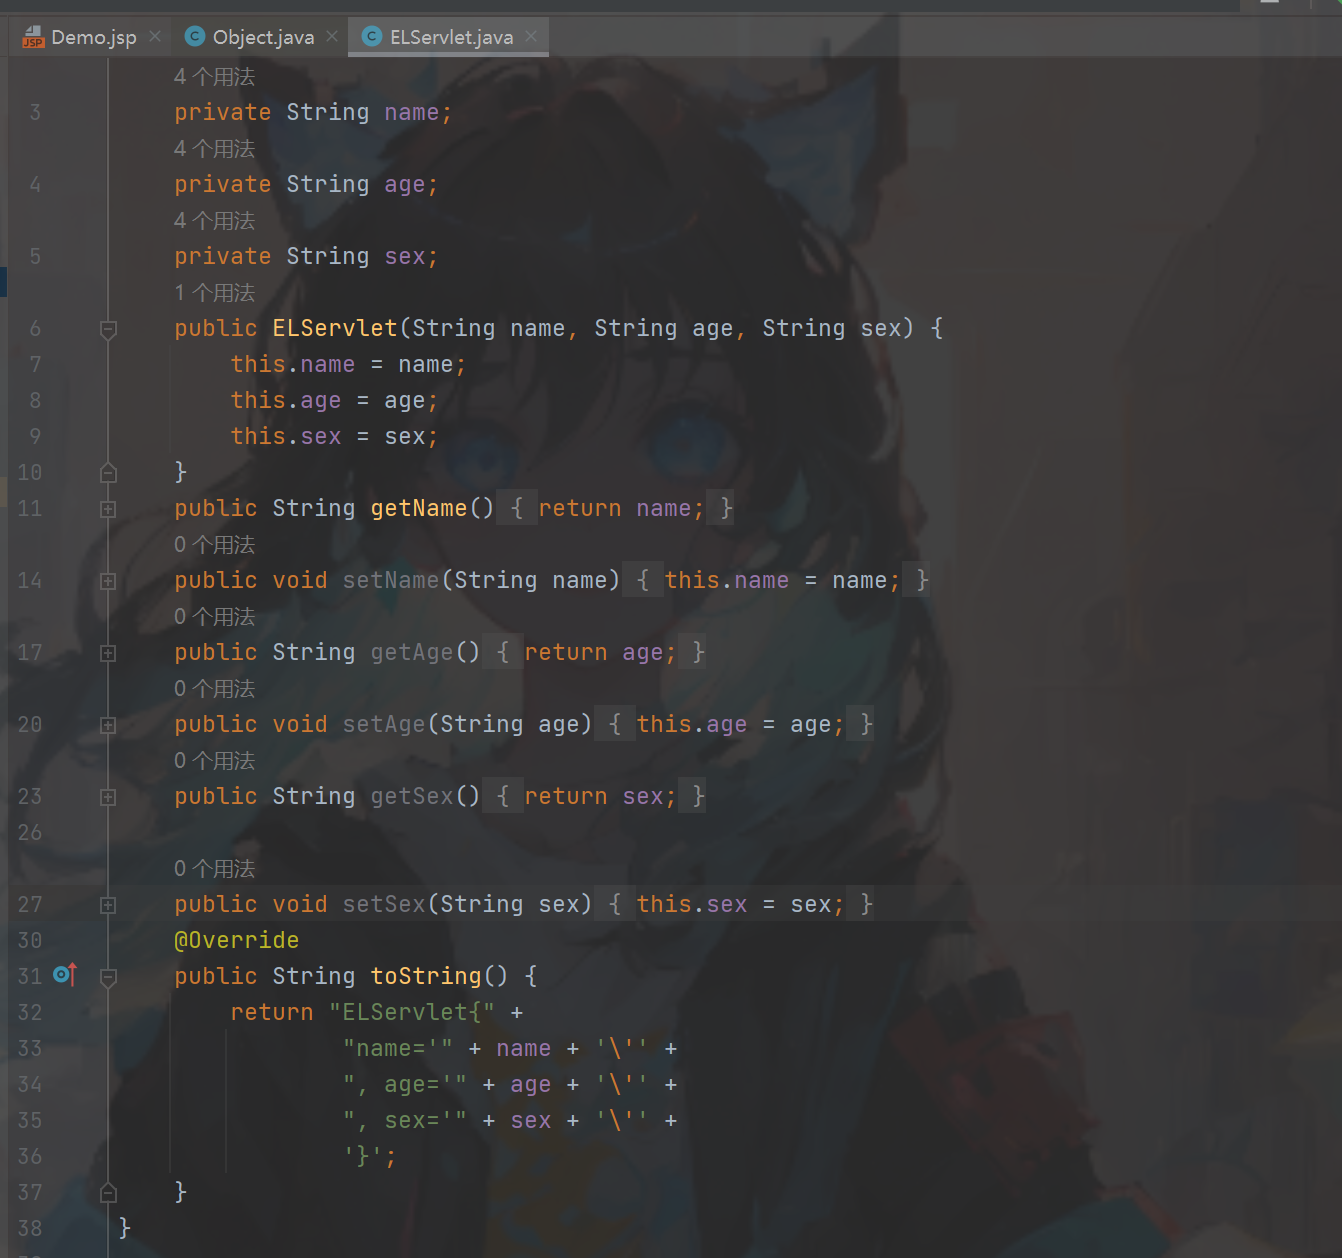 Demo.jsp Object.java ELServlet.java
4 个用法
3 private String name;
4 个用法
4 private String age;
4 个用法
5 private String sex;
1 个用法
6 public ELServlet(String name, String age, String sex) {
7 this.name = name;
8 this.age = age;
9 this.sex = sex;
10 }
11 public String getName() { return name; }
0 个用法
14 public void setName(String name) { this.name = name; }
0 个用法
17 public String getAge() { return age; }
0 个用法
20 public void setAge(String age) { this.age = age; }
0 个用法
23 public String getSex() { return sex; }
26
0 个用法
27 public void setSex(String sex) { this.sex = sex; }
30 @Override
31 public String toString() {
32 return "ELServlet{" +
33 "name='" + name + '\'' +
34 ", age='" + age + '\'' +
35 ", sex='" + sex + '\'' +
36 '}';
37 }
38 }